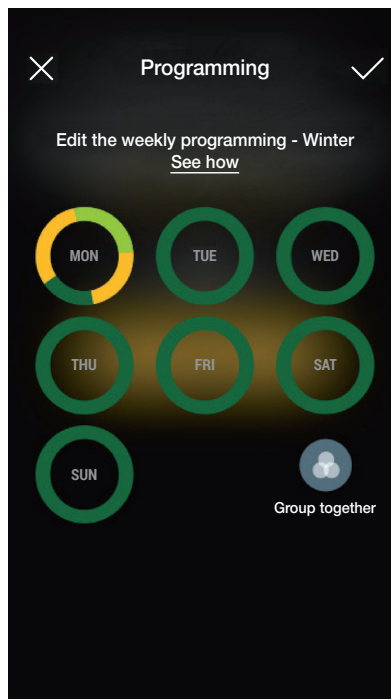 Programming
Edit the weekly programming - Winter
See how
MON
TUE
WED
THU
FRI
SAT
SUN
Group together